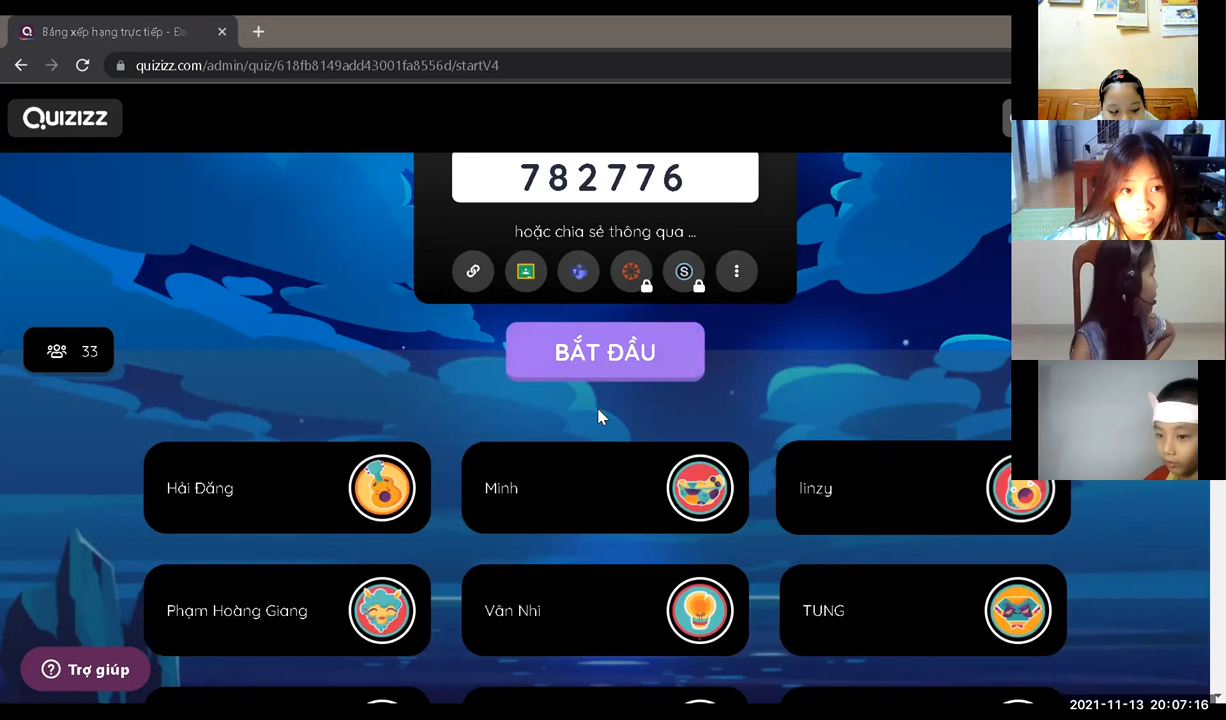 Bảng xếp hạng trực tiếp - Đa
quizizz.com/admin/quiz/618fb8149add43001fa8556d/startV4
QUIZIZZ
782776
hoặc chia sẻ thông qua ...
S
BẮT ĐẦU
33
Hải Đăng
Minh
linzy
Phạm Hoàng Giang
Vân Nhi
TUNG
Trợ giúp
2021-11-13 20:07:16